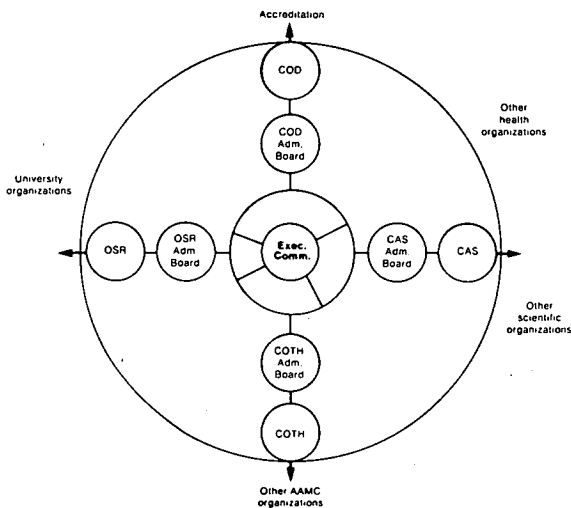 Accreditation
COD
COD
Adm.
Board
Other
health
organizations
University
organizations
OSR
OSR
Adm
Board
Exec.
Comm.
CAS
Adm.
Board
CAS
Other
scientific
organizations
COTH
Adm.
Board
COTH
Other AAMC
organizations